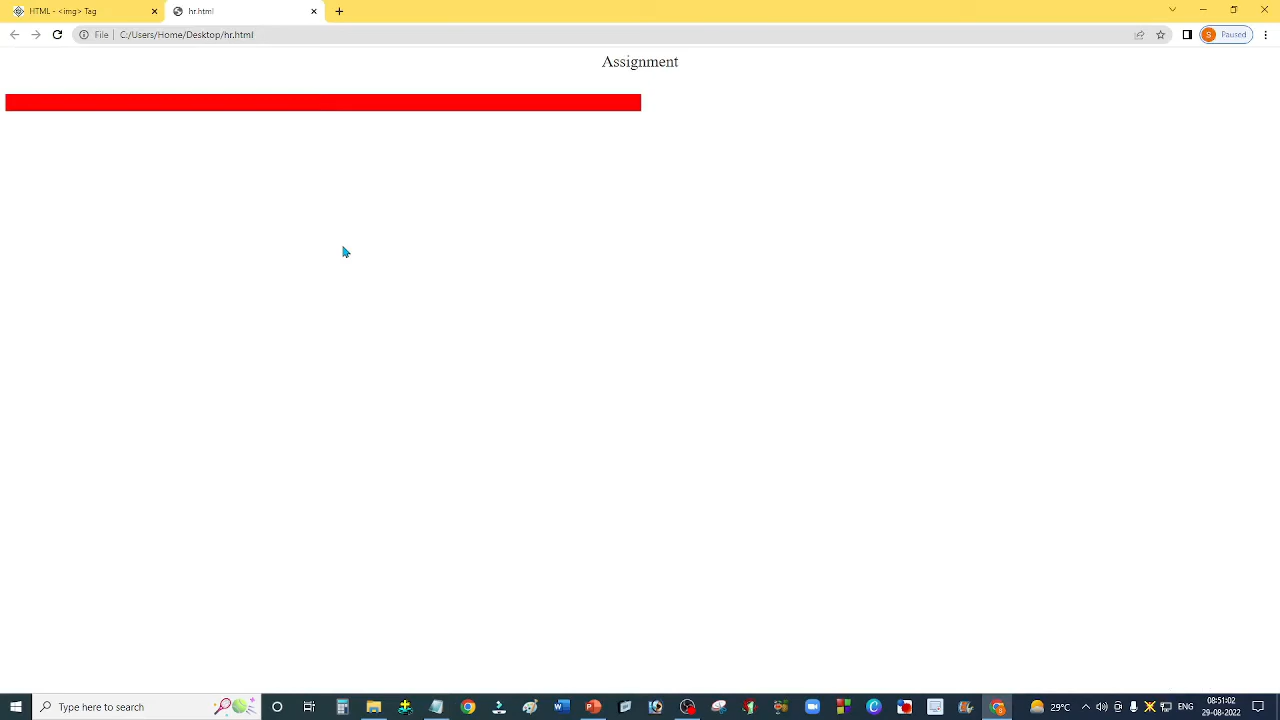 HTML - <img> Tag
hr.html
File
C:/Users/Home/Desktop/hr.html
S
Paused
Assignment
Type here to search
29°C
ENG
08:51:02
29-08-2022